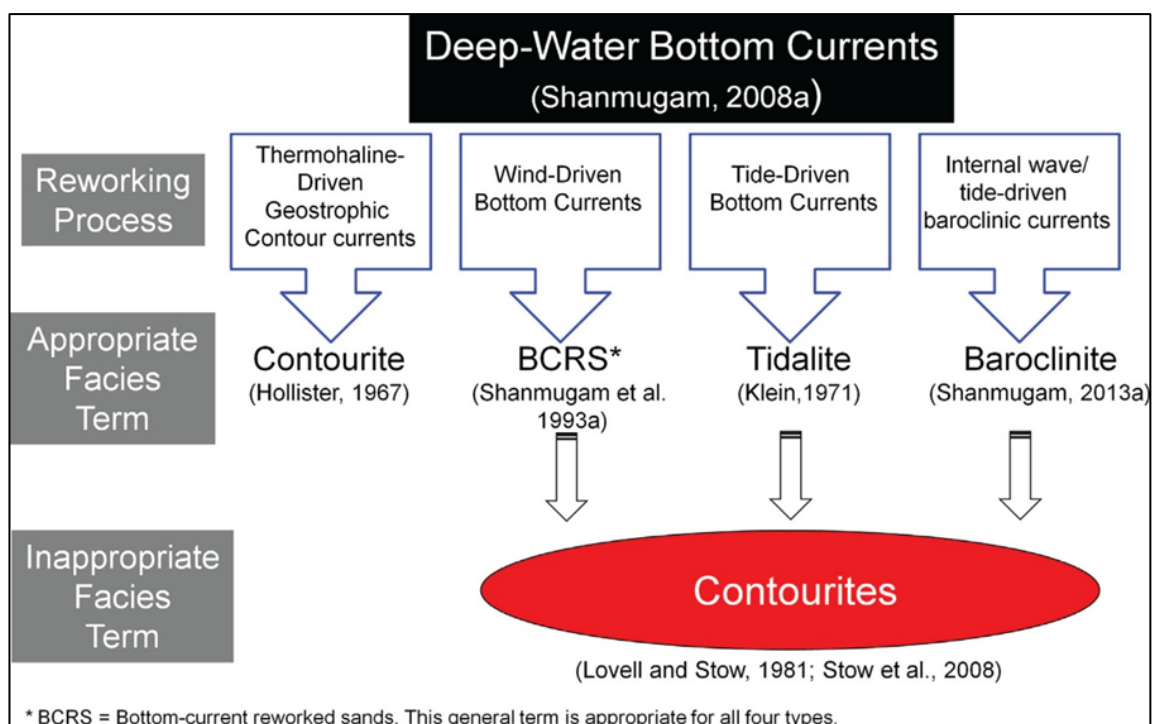 Deep-Water Bottom Currents
(Shanmugam, 2008a)
Reworking
Process
Thermohaline-
Driven
Geostrophic
Contour currents
Wind-Driven
Bottom Currents
Tide-Driven
Bottom Currents
Internal wave/
tide-driven
baroclinic currents
Appropriate
Facies
Term
Contourite
(Hollister, 1967)
BCRS*
(Shanmugam et al.
1993a)
Tidalite
(Klein,1971)
Baroclinite
(Shanmugam, 2013a)
Inappropriate
Facies
Term
Contourites
(Lovell and Stow, 1981; Stow et al., 2008)
* BCRS = Bottom-current reworked sands. This general term is appropriate for all four types.